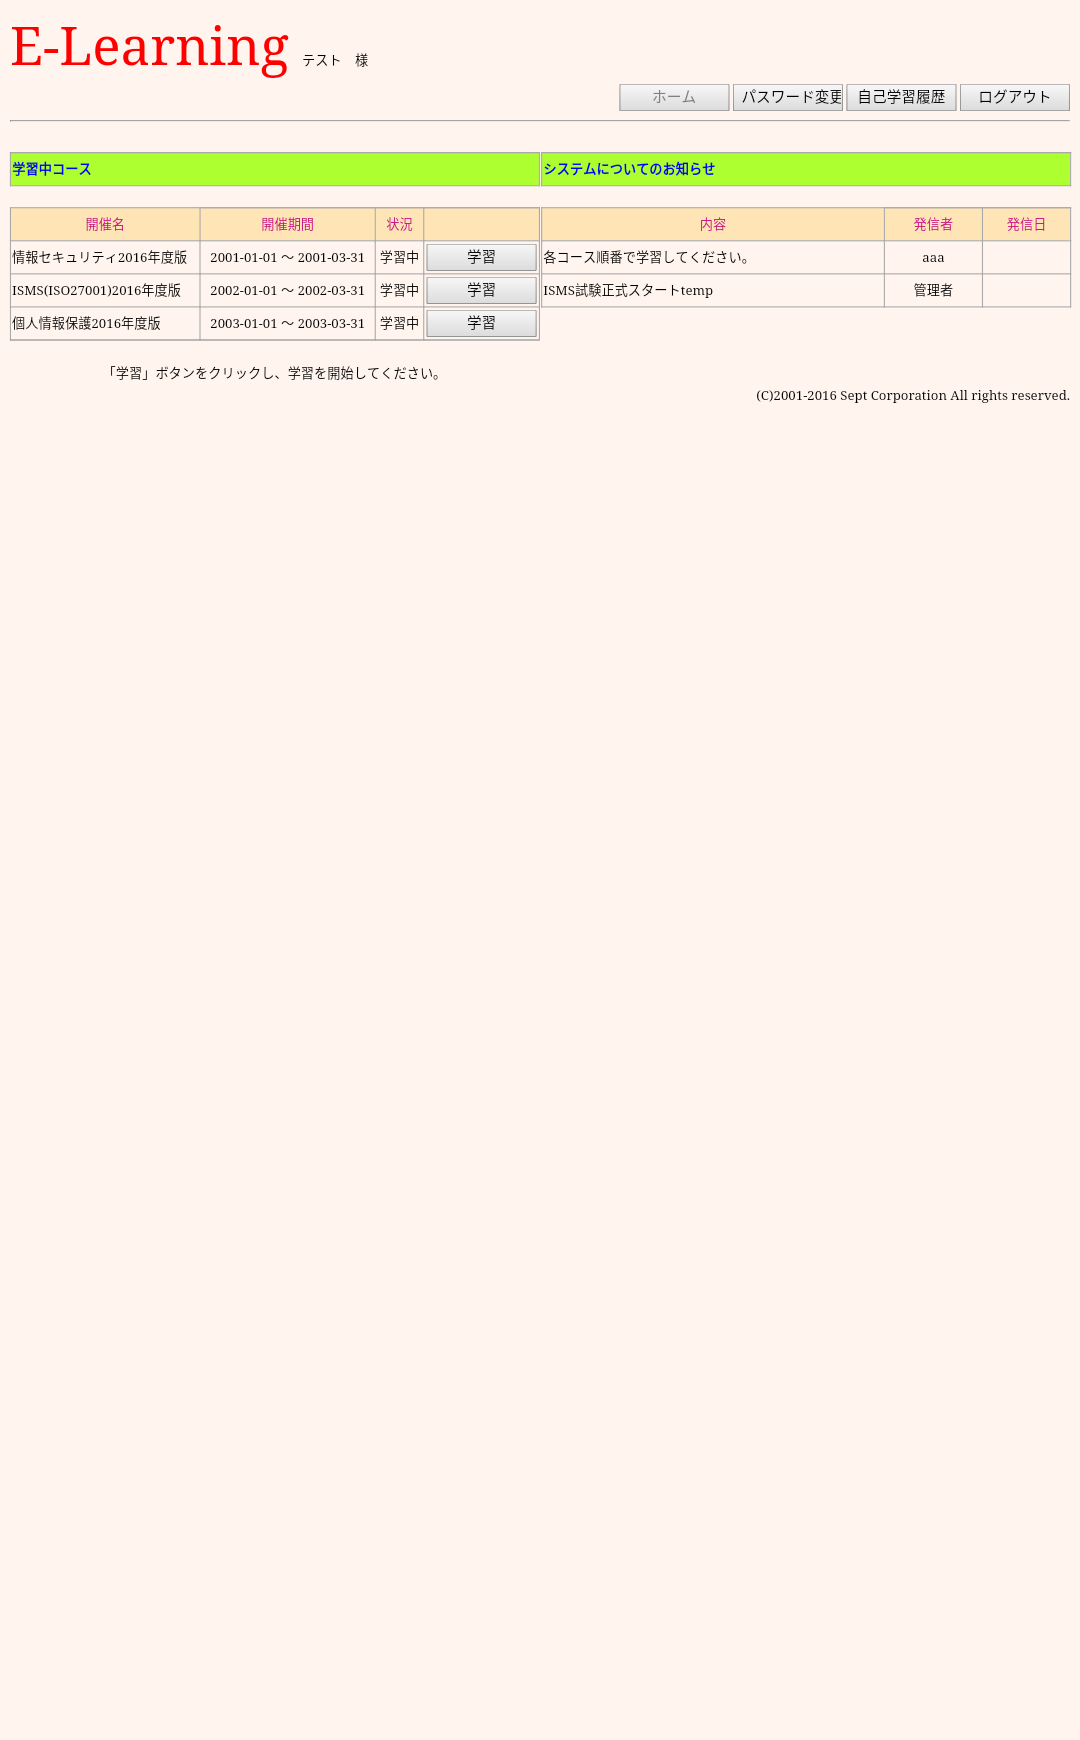 E-Learning テスト　様
ホーム パスワード変更 自己学習履歴 ログアウト
学習中コース システムについてのお知らせ
開催名 開催期間 状況 内容 発信者 発信日
情報セキュリティ2016年度版 2001-01-01 ～ 2001-03-31 学習中 学習 各コース順番で学習してください。 aaa
ISMS(ISO27001)2016年度版 2002-01-01 ～ 2002-03-31 学習中 学習 ISMS試験正式スタートtemp 管理者
個人情報保護2016年度版 2003-01-01 ～ 2003-03-31 学習中 学習
「学習」ボタンをクリックし、学習を開始してください。
(C)2001-2016 Sept Corporation All rights reserved.